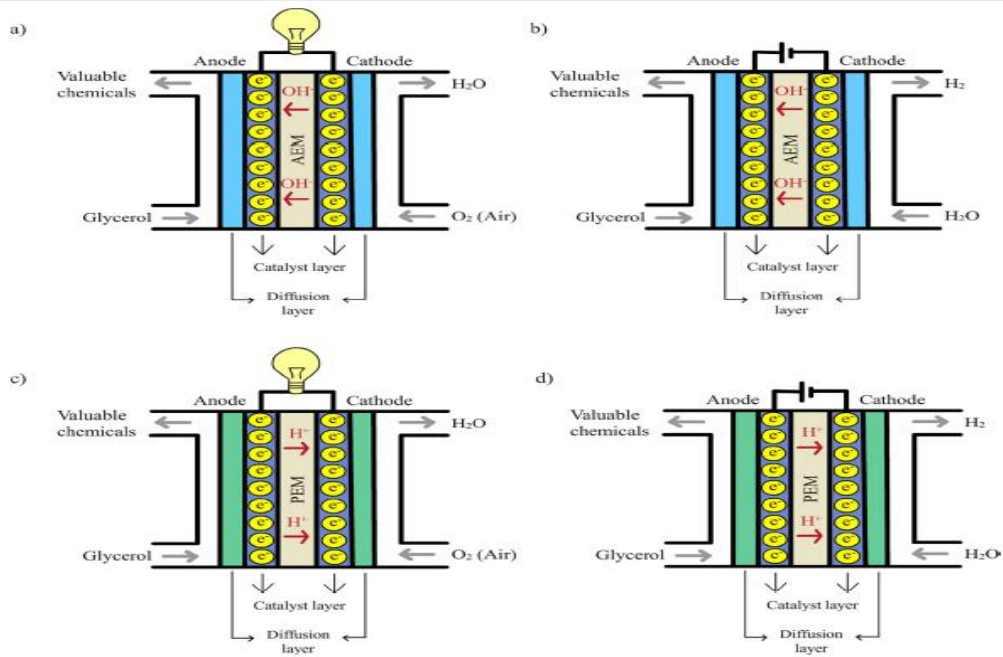 a)
Anode
Cathode
Valuable
chemicals
H₂O
e⁻
e⁻
OH⁻
e⁻
e⁻
e⁻
e⁻
e⁻
e⁻
AEM
e⁻
e⁻
e⁻
e⁻
OH⁻
e⁻
e⁻
e⁻
e⁻
Glycerol
e⁻
e⁻
O₂ (Air)
Catalyst layer
Diffusion
layer
b)
Anode
Cathode
Valuable
chemicals
H₂
e⁻
e⁻
OH⁻
e⁻
e⁻
e⁻
e⁻
e⁻
e⁻
AEM
e⁻
e⁻
e⁻
e⁻
OH⁻
e⁻
e⁻
e⁻
e⁻
Glycerol
e⁻
e⁻
H₂O
Catalyst layer
Diffusion
layer
c)
Anode
Cathode
Valuable
chemicals
H₂O
e⁻
e⁻
H⁺
e⁻
e⁻
e⁻
e⁻
e⁻
e⁻
PEM
e⁻
e⁻
e⁻
e⁻
H⁺
e⁻
e⁻
e⁻
e⁻
Glycerol
e⁻
e⁻
O₂ (Air)
Catalyst layer
Diffusion
layer
d)
Anode
Cathode
Valuable
chemicals
H₂
e⁻
e⁻
H⁺
e⁻
e⁻
e⁻
e⁻
e⁻
e⁻
PEM
e⁻
e⁻
e⁻
e⁻
H⁺
e⁻
e⁻
e⁻
e⁻
Glycerol
e⁻
e⁻
H₂O
Catalyst layer
Diffusion
layer